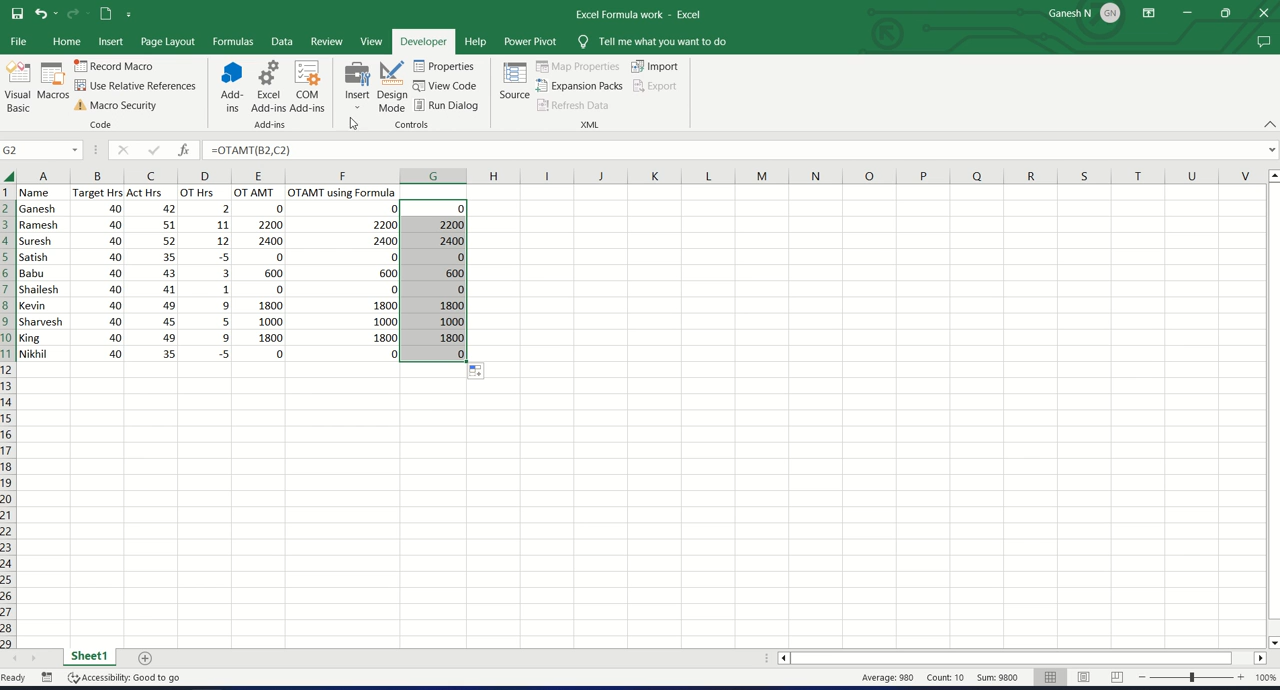 Excel Formula work - Excel
Ganesh N GN
File Home Insert Page Layout Formulas Data Review View Developer Help Power Pivot Tell me what you want to do
Visual Basic
Macros
Record Macro
Use Relative References
Macro Security
Code
Add-ins
Excel Add-ins
COM Add-ins
Add-ins
Insert
Design Mode
Properties
View Code
Run Dialog
Controls
Source
Map Properties
Expansion Packs
Refresh Data
Import
Export
XML
G2 fx =OTAMT(B2,C2)
A B C D E F G H I J K L M N O P Q R S T U V
1 Name Target Hrs Act Hrs OT Hrs OT AMT OTAMT using Formula
2 Ganesh 40 42 2 0 0 0
3 Ramesh 40 51 11 2200 2200 2200
4 Suresh 40 52 12 2400 2400 2400
5 Satish 40 35 -5 0 0 0
6 Babu 40 43 3 600 600 600
7 Shailesh 40 41 1 0 0 0
8 Kevin 40 49 9 1800 1800 1800
9 Sharvesh 40 45 5 1000 1000 1000
10 King 40 49 9 1800 1800 1800
11 Nikhil 40 35 -5 0 0 0
12
13
14
15
16
17
18
19
20
21
22
23
24
25
26
27
28
29
Sheet1
Ready Accessibility: Good to go Average: 980 Count: 10 Sum: 9800 100%